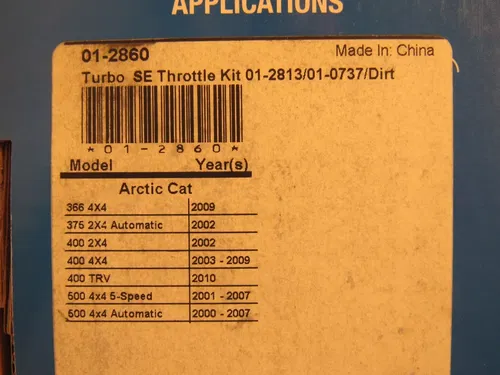 APPLICATIONS
01-2860 Made In: China
Turbo SE Throttle Kit 01-2813/01-0737/Dirt
*01-2860*
Model Year(s)
Arctic Cat
366 4X4 2009
375 2X4 Automatic 2002
400 2X4 2002
400 4X4 2003 - 2009
400 TRV 2010
500 4x4 5-Speed 2001 - 2007
500 4x4 Automatic 2000 - 2007